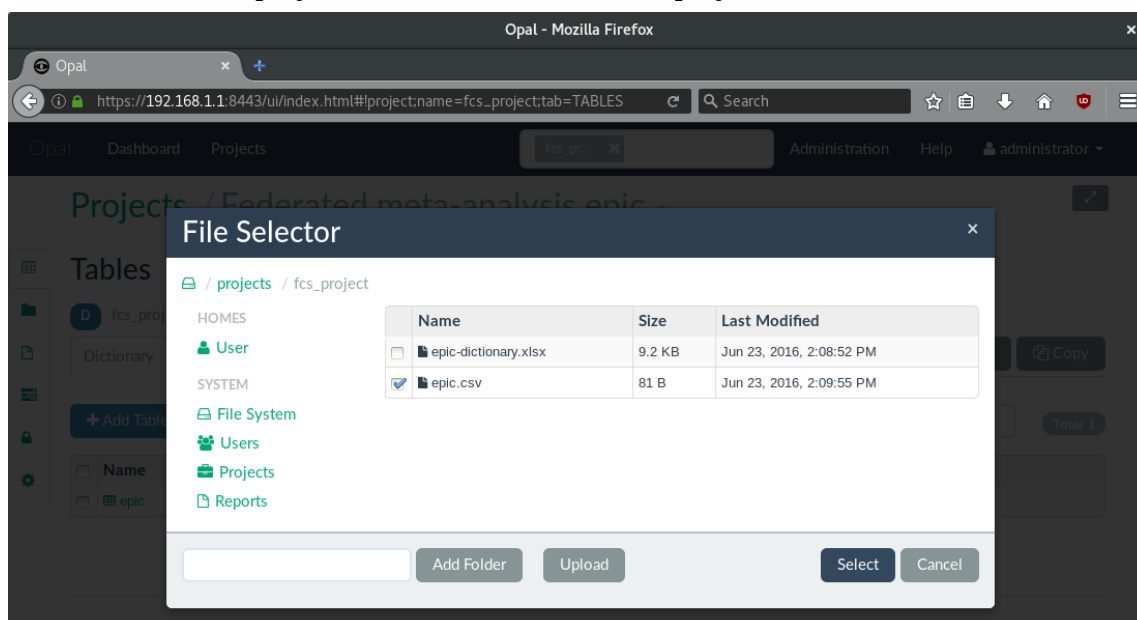 Opal - Mozilla Firefox
Opal
https://192.168.1.1:8443/ui/index.html#!project;name=fcs_project;tab=TABLES
Search
Opal Dashboard Projects fcs_pr... Administration Help administrator
Projects / Federated meta-analysis epic
File Selector
Tables
/ projects / fcs_project
D fcs_proj
HOMES
Name Size Last Modified
User
epic-dictionary.xlsx 9.2 KB Jun 23, 2016, 2:08:52 PM
Dictionary
Copy
SYSTEM
epic.csv 81 B Jun 23, 2016, 2:09:55 PM
File System
Add Table
Total 1
Users
Name
Projects
epic
Reports
Add Folder Upload Select Cancel